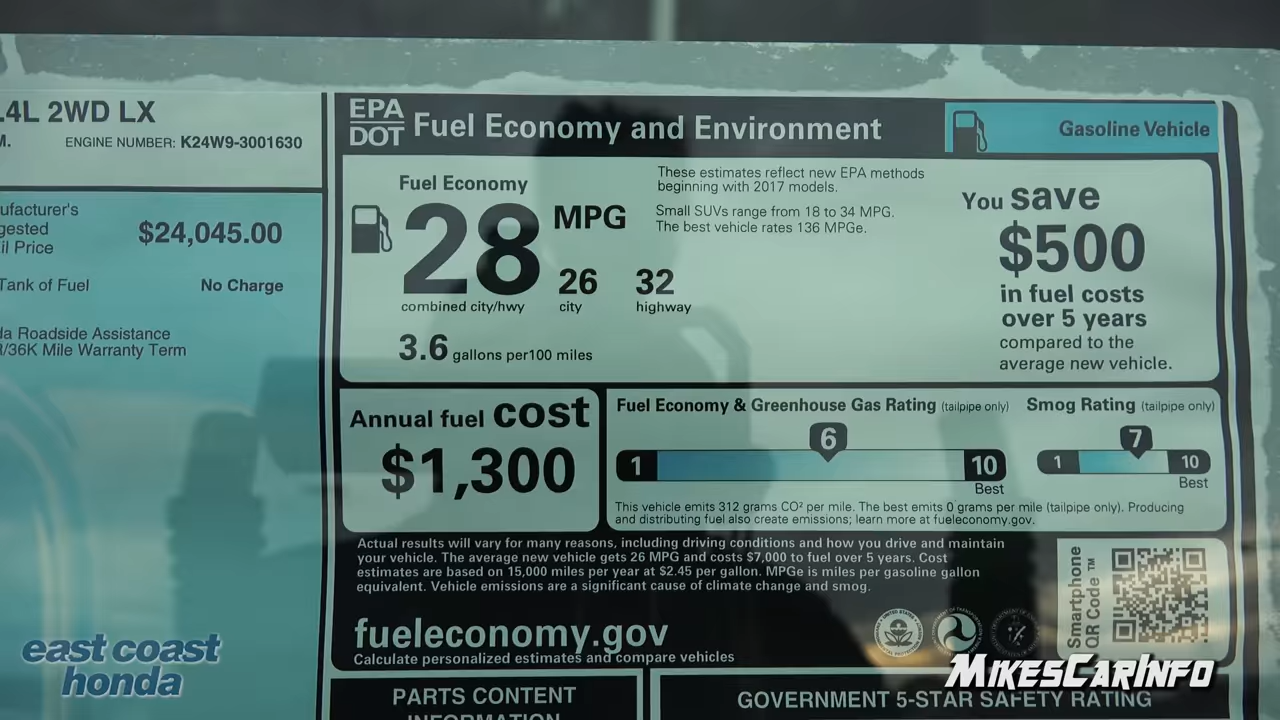 .4L 2WD LX
M. ENGINE NUMBER: K24W9-3001630
ufacturer's
gested
il Price $24,045.00
Tank of Fuel No Charge
da Roadside Assistance
/36K Mile Warranty Term
EPA
DOT
Fuel Economy and Environment
Gasoline Vehicle
Fuel Economy
28 MPG
combined city/hwy
26
city
32
highway
3.6 gallons per100 miles
These estimates reflect new EPA methods
beginning with 2017 models.
Small SUVs range from 18 to 34 MPG.
The best vehicle rates 136 MPGe.
You save
$500
in fuel costs
over 5 years
compared to the
average new vehicle.
Annual fuel cost
$1,300
Fuel Economy & Greenhouse Gas Rating (tailpipe only)
6
1 10
Best
Smog Rating (tailpipe only)
7
1 10
Best
This vehicle emits 312 grams CO² per mile. The best emits 0 grams per mile (tailpipe only). Producing
and distributing fuel also create emissions; learn more at fueleconomy.gov.
Actual results will vary for many reasons, including driving conditions and how you drive and maintain
your vehicle. The average new vehicle gets 26 MPG and costs $7,000 to fuel over 5 years. Cost
estimates are based on 15,000 miles per year at $2.45 per gallon. MPGe is miles per gasoline gallon
equivalent. Vehicle emissions are a significant cause of climate change and smog.
fueleconomy.gov
Calculate personalized estimates and compare vehicles
Smartphone
QR Code™
east coast
honda
MIKESCARINFO
PARTS CONTENT
INFORMATION
GOVERNMENT 5-STAR SAFETY RATING